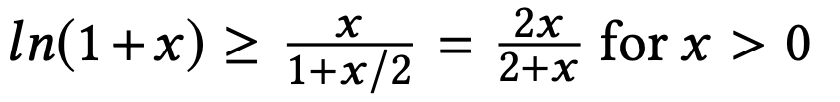 ln(1+x) ≥ x/(1+x/2) = 2x/(2+x) for x > 0